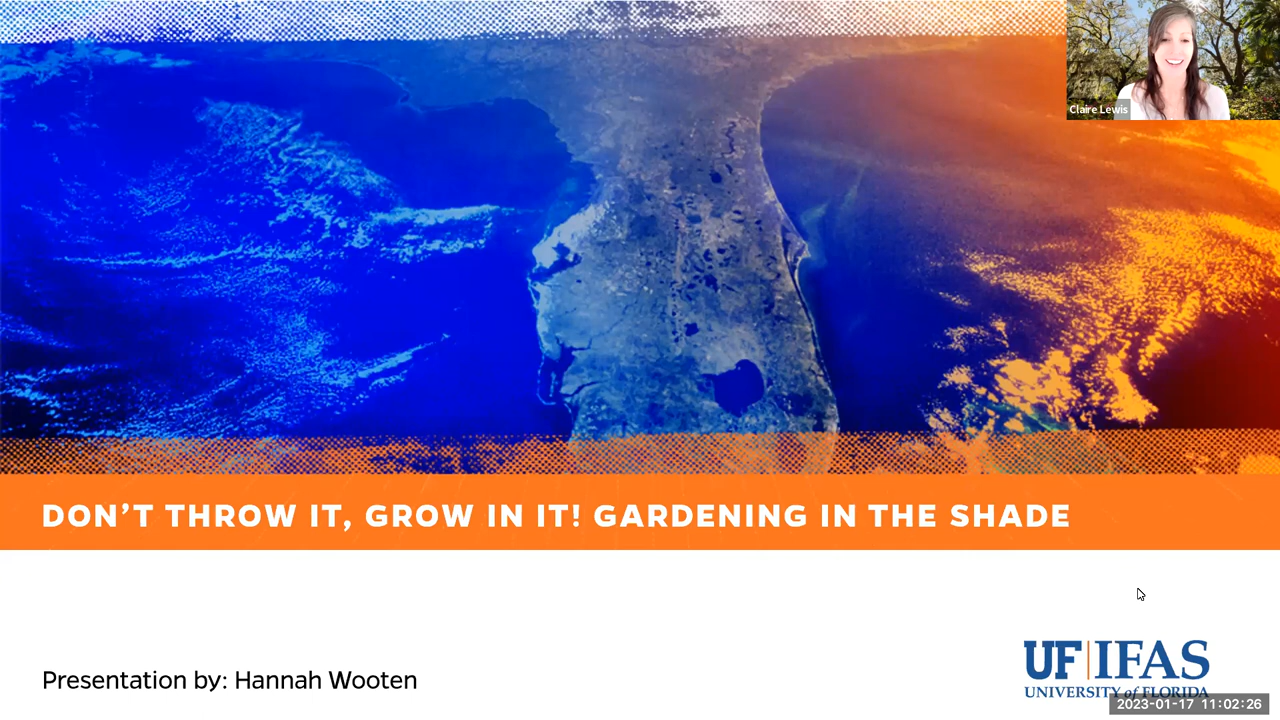 Claire Lewis
DON'T THROW IT, GROW IN IT! GARDENING IN THE SHADE
Presentation by: Hannah Wooten
UF|IFAS
UNIVERSITY of FLORIDA
2023-01-17 11:02:26